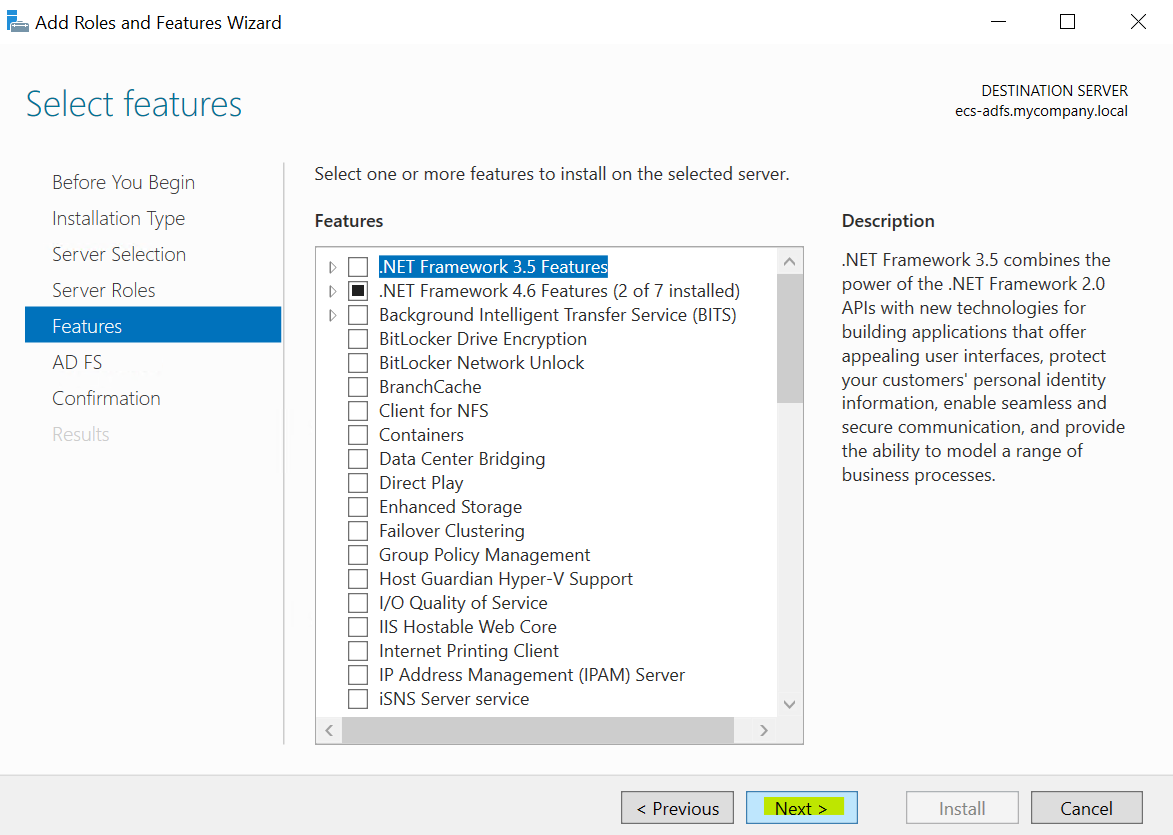 Add Roles and Features Wizard
Select features
DESTINATION SERVER
ecs-adfs.mycompany.local
Before You Begin
Installation Type
Server Selection
Server Roles
Features
AD FS
Confirmation
Results
Select one or more features to install on the selected server.
Features
.NET Framework 3.5 Features
.NET Framework 4.6 Features (2 of 7 installed)
Background Intelligent Transfer Service (BITS)
BitLocker Drive Encryption
BitLocker Network Unlock
BranchCache
Client for NFS
Containers
Data Center Bridging
Direct Play
Enhanced Storage
Failover Clustering
Group Policy Management
Host Guardian Hyper-V Support
I/O Quality of Service
IIS Hostable Web Core
Internet Printing Client
IP Address Management (IPAM) Server
iSNS Server service
Description
.NET Framework 3.5 combines the
power of the .NET Framework 2.0
APIs with new technologies for
building applications that offer
appealing user interfaces, protect
your customers' personal identity
information, enable seamless and
secure communication, and provide
the ability to model a range of
business processes.
< Previous
Next >
Install
Cancel